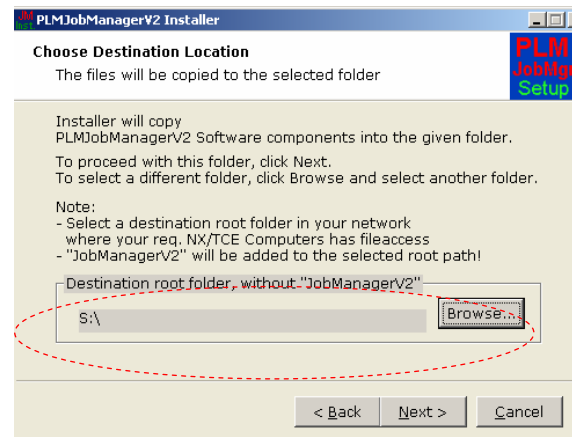 JM
Inst.
PLMJobManagerV2 Installer
Choose Destination Location
The files will be copied to the selected folder
PLM
JobMgr
Setup
Installer will copy
PLMJobManagerV2 Software components into the given folder.
To proceed with this folder, click Next.
To select a different folder, click Browse and select another folder.
Note:
- Select a destination root folder in your network
where your req. NX/TCE Computers has fileaccess
- "JobManagerV2" will be added to the selected root path!
Destination root folder, without "JobManagerV2"
S:\
Browse...
< Back
Next >
Cancel